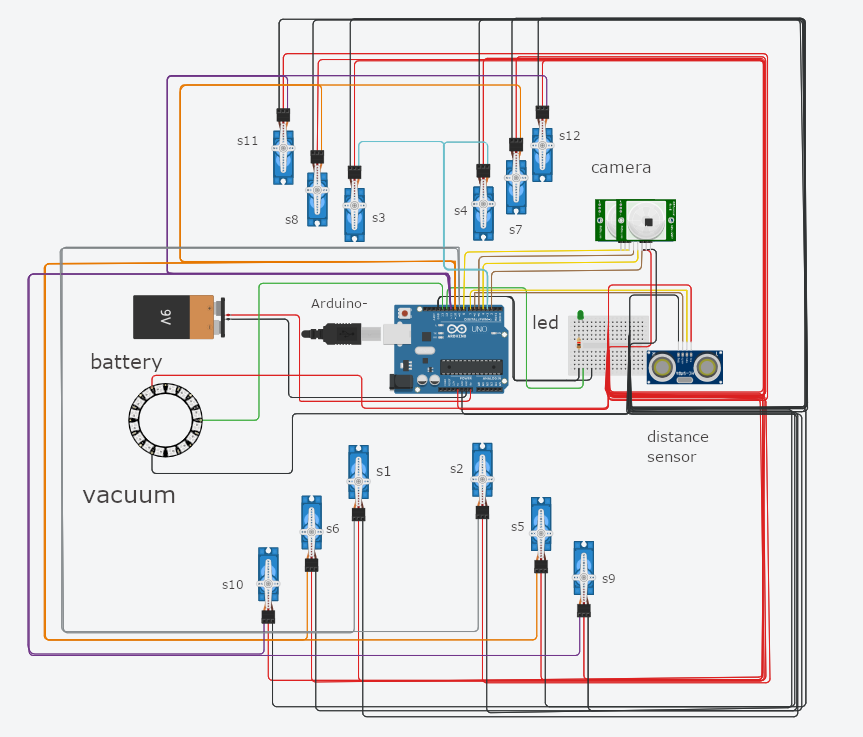 s11
s12
camera
s8
s3
s4
s7
Arduino-
9V
UNO
led
battery
distance
sensor
vacuum
s1
s2
s6
s5
s10
s9